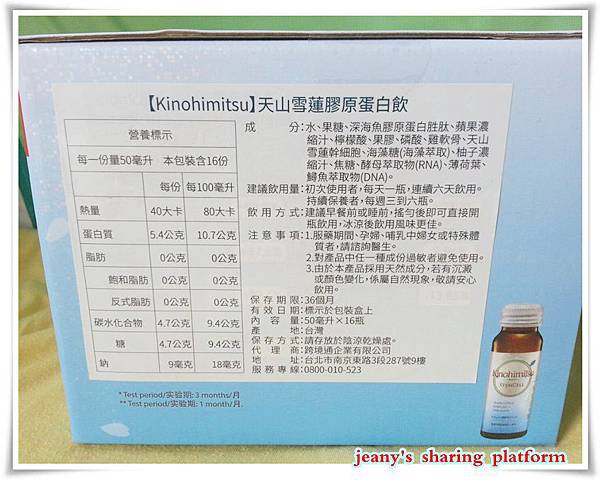 【Kinohimitsu】天山雪蓮膠原蛋白飲
營養標示
每一份量50毫升 本包裝含16份
每份 每100毫升
熱量 40大卡 80大卡
蛋白質 5.4公克 10.7公克
脂肪 0公克 0公克
飽和脂肪 0公克 0公克
反式脂肪 0公克 0公克
碳水化合物 4.7公克 9.4公克
糖 4.7公克 9.4公克
鈉 9毫克 18毫克
* Test period/实验期: 3 months/月
** Test period/实验期: 1 month/月.
成分:水、果糖、深海魚膠原蛋白胜肽、蘋果濃
縮汁、檸檬酸、果膠、磷酸、雞軟骨、天山
雪蓮幹細胞、海藻糖(海藻萃取)、柚子濃
縮汁、焦糖、酵母萃取物(RNA)、薄荷葉、
鱘魚萃取物(DNA)。
建議飲用量:初次使用者，每天一瓶，連續六天飲用。
持續保養者，每週三到六瓶。
飲用方式:建議早餐前或睡前，搖勻後即可直接開
瓶飲用，冰涼後飲用風味更佳。
注意事項:1.服藥期間、孕婦、哺乳中婦女或特殊體
質者，請諮詢醫生。
2.對產品中任一種成份過敏者避免使用。
3.由於本產品採用天然成分，若有沉澱
或顏色變化，係屬自然現象，敬請安心
飲用。
保存期限:36個月
有效日期:標示於包裝盒上
內容量:50毫升×16瓶
產地:台灣
保存方式:請存放於陰涼乾燥處。
代理商:跨境通企業有限公司
地址:台北市南京東路3段287號9樓
服務專線:0800-010-523
Kinohimitsu
STEMCELL
jeany's sharing platform